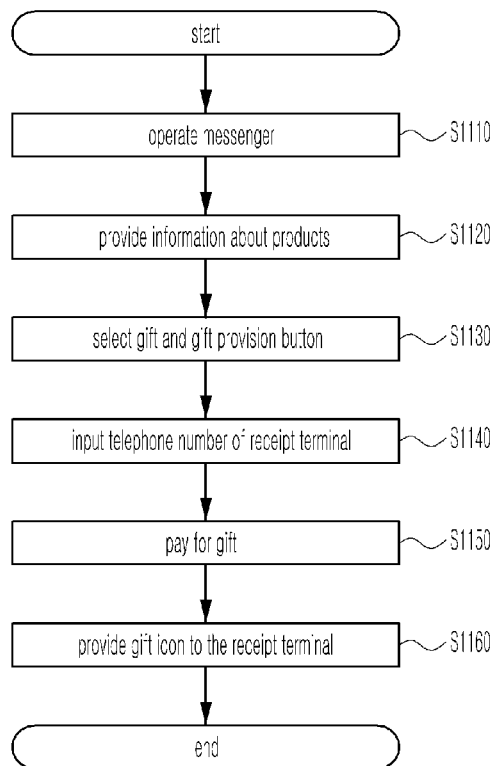 start
operate messenger
S1110
provide information about products
S1120
select gift and gift provision button
S1130
input telephone number of receipt terminal
S1140
pay for gift
S1150
provide gift icon to the receipt terminal
S1160
end